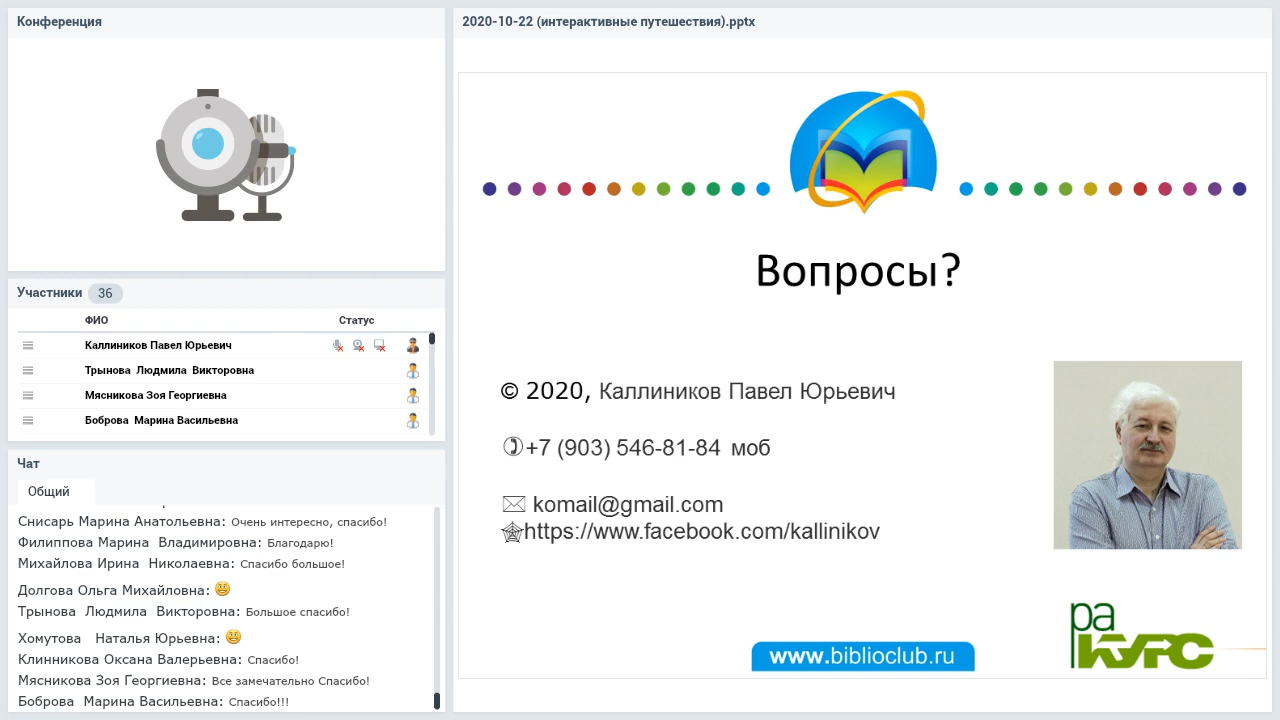 Конференция
Участники 36
ФИО Статус
Каллиников Павел Юрьевич
Трынова Людмила Викторовна
Мясникова Зоя Георгиевна
Боброва Марина Васильевна
Чат
Общий
Снисарь Марина Анатольевна: Очень интересно, спасибо!
Филиппова Марина Владимировна: Благодарю!
Михайлова Ирина Николаевна: Спасибо большое!
Долгова Ольга Михайловна:
Трынова Людмила Викторовна: Большое спасибо!
Хомутова Наталья Юрьевна:
Клинникова Оксана Валерьевна: Спасибо!
Мясникова Зоя Георгиевна: Все замечательно Спасибо!
Боброва Марина Васильевна: Спасибо!!!
2020-10-22 (интерактивные путешествия).pptx
Вопросы?
© 2020, Каллиников Павел Юрьевич
+7 (903) 546-81-84 моб
komail@gmail.com
https://www.facebook.com/kallinikov
www.biblioclub.ru
ра
КУРС